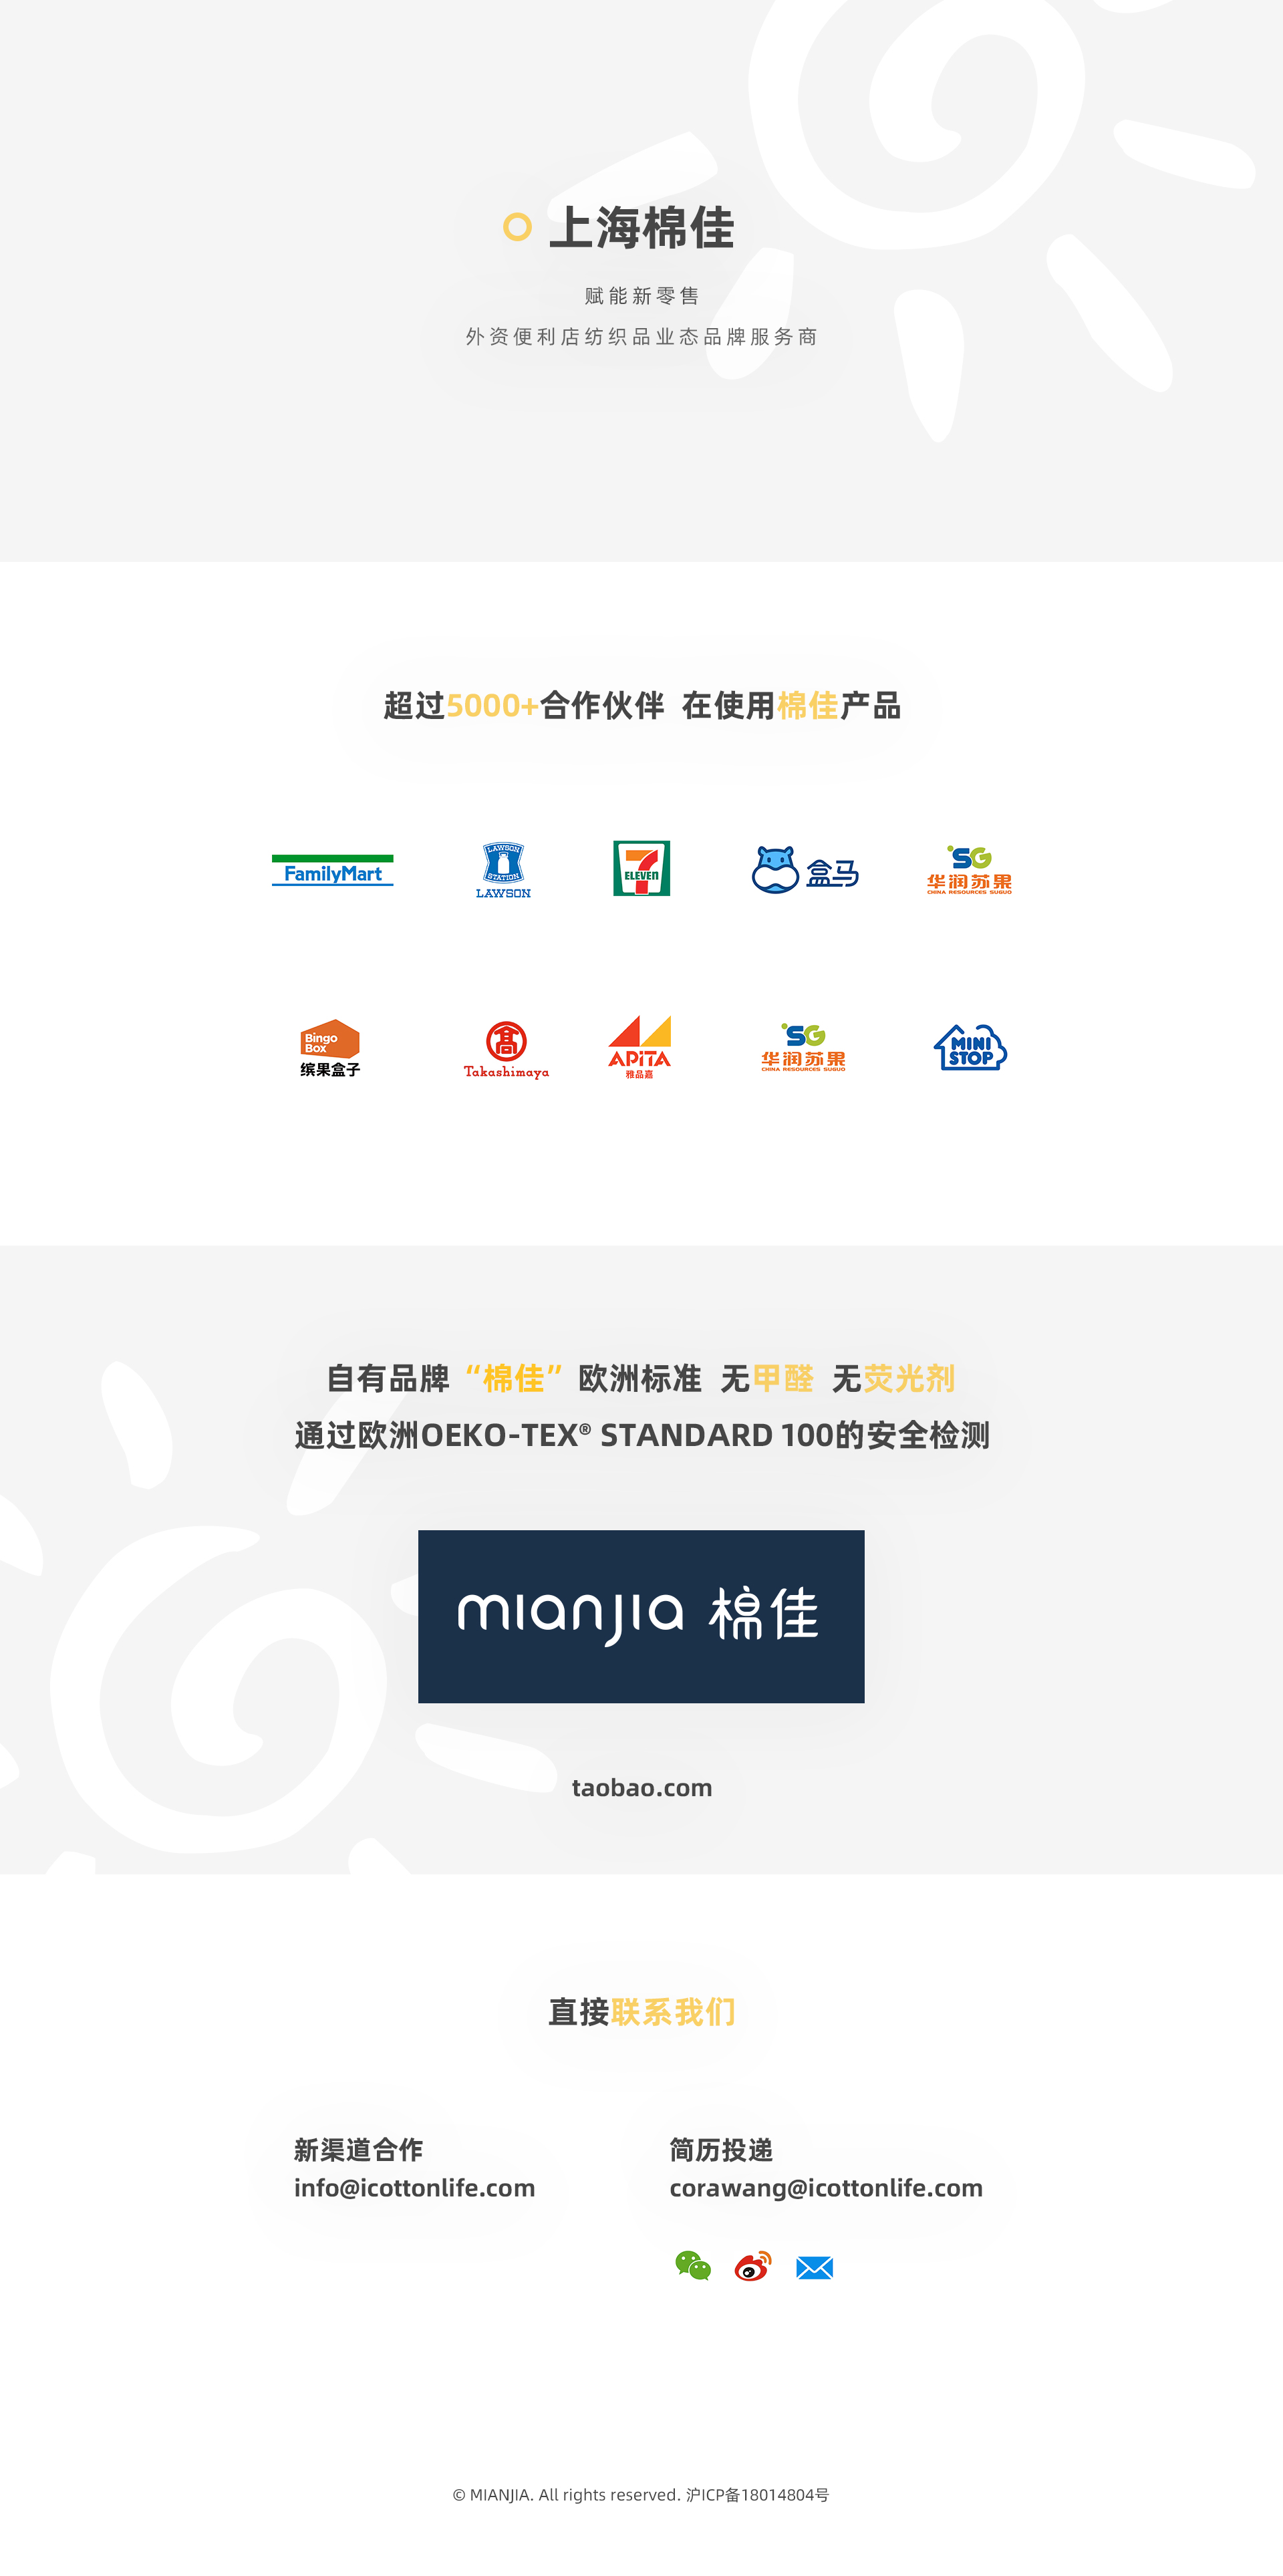 上海棉佳
赋能新零售
外资便利店纺织品业态品牌服务商
超过5000+合作伙伴 在使用棉佳产品
FamilyMart
LAWSON
STATION
LAWSON
7
ELEVEN
盒马
SG
华润苏果
CHINA RESOURCES SUGUO
Bingo
Box
缤果盒子
髙
Takashimaya
APiTA
雅品嘉
SG
华润苏果
CHINA RESOURCES SUGUO
MINI
STOP
自有品牌“棉佳”欧洲标准 无甲醛 无荧光剂
通过欧洲OEKO-TEX® STANDARD 100的安全检测
mianjia 棉佳
taobao.com
直接联系我们
新渠道合作
info@icottonlife.com
简历投递
corawang@icottonlife.com
© MIANJIA. All rights reserved. 沪ICP备18014804号